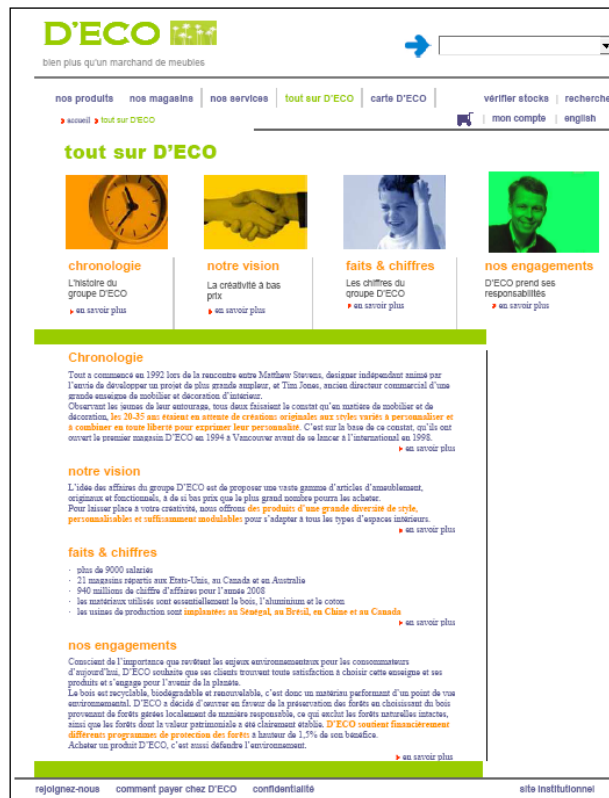 D'ECO
bien plus qu'un marchand de meubles
nos produits nos magasins nos services tout sur D'ECO carte D'ECO vérifier stocks recherche
accueil tout sur D'ECO mon compte english
tout sur D'ECO
chronologie
L'histoire du
groupe D'ECO
en savoir plus
notre vision
La créativité à bas
prix
en savoir plus
faits & chiffres
Les chiffres du
groupe D'ECO
en savoir plus
nos engagements
D'ECO prend ses
responsabilités
en savoir plus
Chronologie
Tout a commencé en 1992 lors de la rencontre entre Matthew Stevens, designer indépendant animé par
l'envie de développer un projet de plus grande ampleur, et Tim Jones, ancien directeur commercial d'une
grande enseigne de mobilier et décoration d'intérieur.
Observant les jeunes de leur entourage, tous deux faisaient le constat qu'en matière de mobilier et de
décoration, les 20-35 ans étaient en attente de créations originales aux styles variés à personnaliser et
à combiner en toute liberté pour exprimer leur personnalité. C'est sur la base de ce constat, qu'ils ont
ouvert le premier magasin D'ECO en 1994 à Vancouver avant de se lancer à l'international en 1998.
en savoir plus
notre vision
L'idée des affaires du groupe D'ECO est de proposer une vaste gamme d'articles d'ameublement,
originaux et fonctionnels, à de si bas prix que le plus grand nombre pourra les acheter.
Pour laisser place à votre créativité, nous offrons des produits d'une grande diversité de style,
personnalisables et suffisamment modulables pour s'adapter à tous les types d'espaces intérieurs.
en savoir plus
faits & chiffres
· plus de 9000 salariés
· 21 magasins répartis aux Etats-Unis, au Canada et en Australie
· 940 millions de chiffre d'affaires pour l'année 2008
· les matériaux utilisés sont essentiellement le bois, l'aluminium et le coton
· les usines de production sont implantées au Sénégal, au Brésil, en Chine et au Canada
en savoir plus
nos engagements
Conscient de l'importance que revêtent les enjeux environnementaux pour les consommateurs
d'aujourd'hui, D'ECO souhaite que ses clients trouvent toute satisfaction à choisir cette enseigne et ses
produits et s'engage pour l'avenir de la planète.
Le bois est recyclable, biodégradable et renouvelable, c'est donc un matériau performant d'un point de vue
environnemental. D'ECO a décidé d'œuvrer en faveur de la préservation des forêts en choisissant du bois
provenant de forêts gérées localement de manière responsable, ce qui exclut les forêts naturelles intactes,
ainsi que les forêts dont la valeur patrimoniale a été clairement établie. D'ECO soutient financièrement
différents programmes de protection des forêts à hauteur de 1,5% de son bénéfice.
Acheter un produit D'ECO, c'est aussi défendre l'environnement.
en savoir plus
rejoignez-nous comment payer chez D'ECO confidentialité site institutionnel